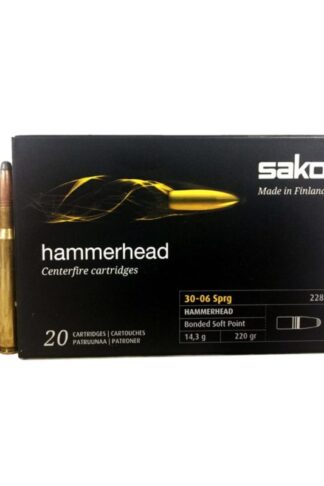 sako
Made in Finland
hammerhead
Centerfire cartridges
30-06 Sprg 228
HAMMERHEAD
Bonded Soft Point
14,3 g 220 gr
20 CARTRIDGES | CARTOUCHES
PATRUUNAA | PATRONER